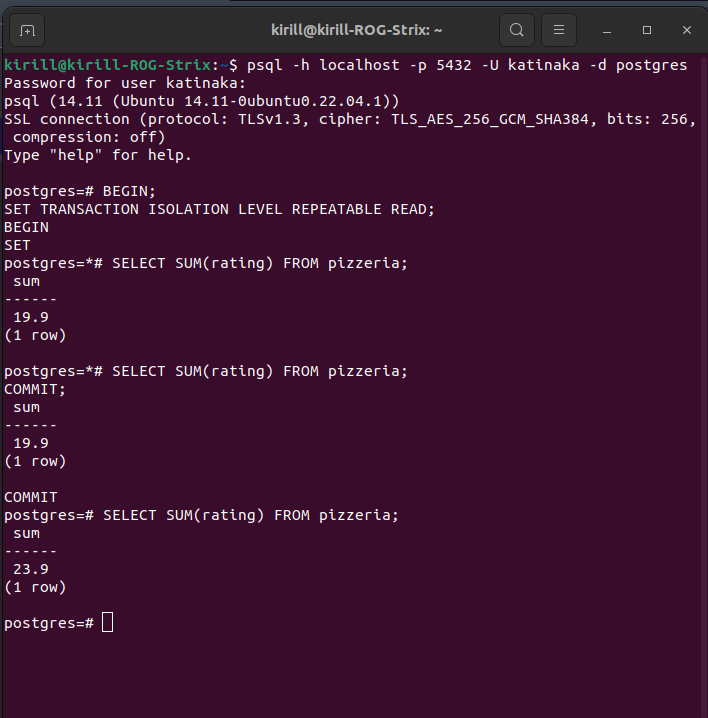 kirill@kirill-ROG-Strix: ~
kirill@kirill-ROG-Strix:~$ psql -h localhost -p 5432 -U katinaka -d postgres
Password for user katinaka:
psql (14.11 (Ubuntu 14.11-0ubuntu0.22.04.1))
SSL connection (protocol: TLSv1.3, cipher: TLS_AES_256_GCM_SHA384, bits: 256,
 compression: off)
Type "help" for help.

postgres=# BEGIN;
SET TRANSACTION ISOLATION LEVEL REPEATABLE READ;
BEGIN
SET
postgres=*# SELECT SUM(rating) FROM pizzeria;
 sum
------
 19.9
(1 row)

postgres=*# SELECT SUM(rating) FROM pizzeria;
COMMIT;
 sum
------
 19.9
(1 row)

COMMIT
postgres=# SELECT SUM(rating) FROM pizzeria;
 sum
------
 23.9
(1 row)

postgres=#